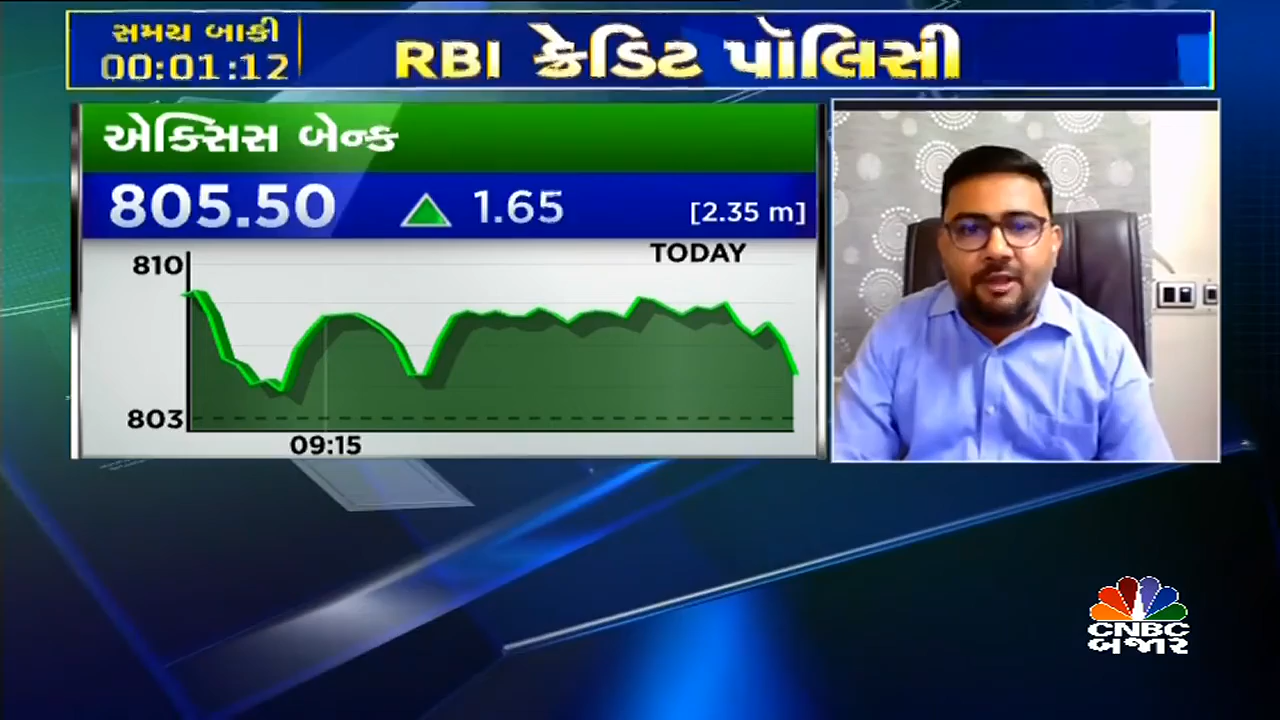 સમય બાકી
00:01:12
RBI ક્રેડિટ પૉલિસી
એક્સિસ બેન્ક
805.50 1.65 [2.35 m]
TODAY
810
803
09:15
CNBC
બજાર